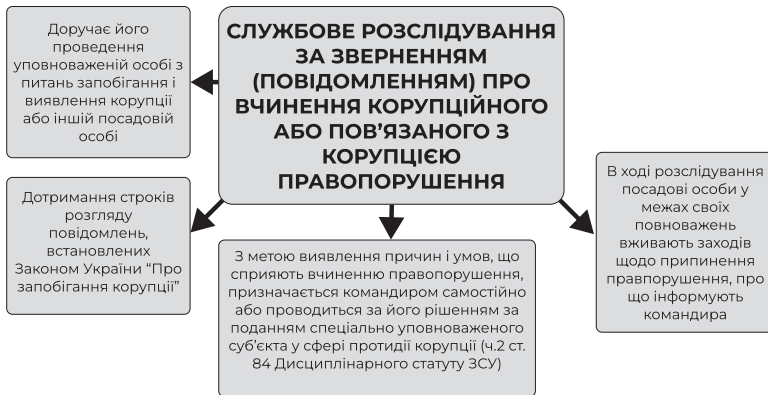 СЛУЖБОВЕ РОЗСЛІДУВАННЯ
ЗА ЗВЕРНЕННЯМ
(ПОВІДОМЛЕННЯМ) ПРО
ВЧИНЕННЯ КОРУПЦІЙНОГО
АБО ПОВ’ЯЗАНОГО З
КОРУПЦІЄЮ
ПРАВОПОРУШЕННЯ
Доручає його
проведення
уповноваженій особі з
питань запобігання і
виявлення корупції
або іншій посадовій
особі
Дотримання строків
розгляду
повідомлень,
встановлених
Законом України “Про
запобігання корупції”
З метою виявлення причин і умов, що
сприяють вчиненню правопорушення,
призначається командиром самостійно
або проводиться за його рішенням за
поданням спеціально уповноваженого
суб’єкта у сфері протидії корупції (ч.2 ст.
84 Дисциплінарного статуту ЗСУ)
В ході розслідування
посадові особи у
межах своїх
повноважень
вживають заходів
щодо припинення
правпорушення, про
що інформують
командира